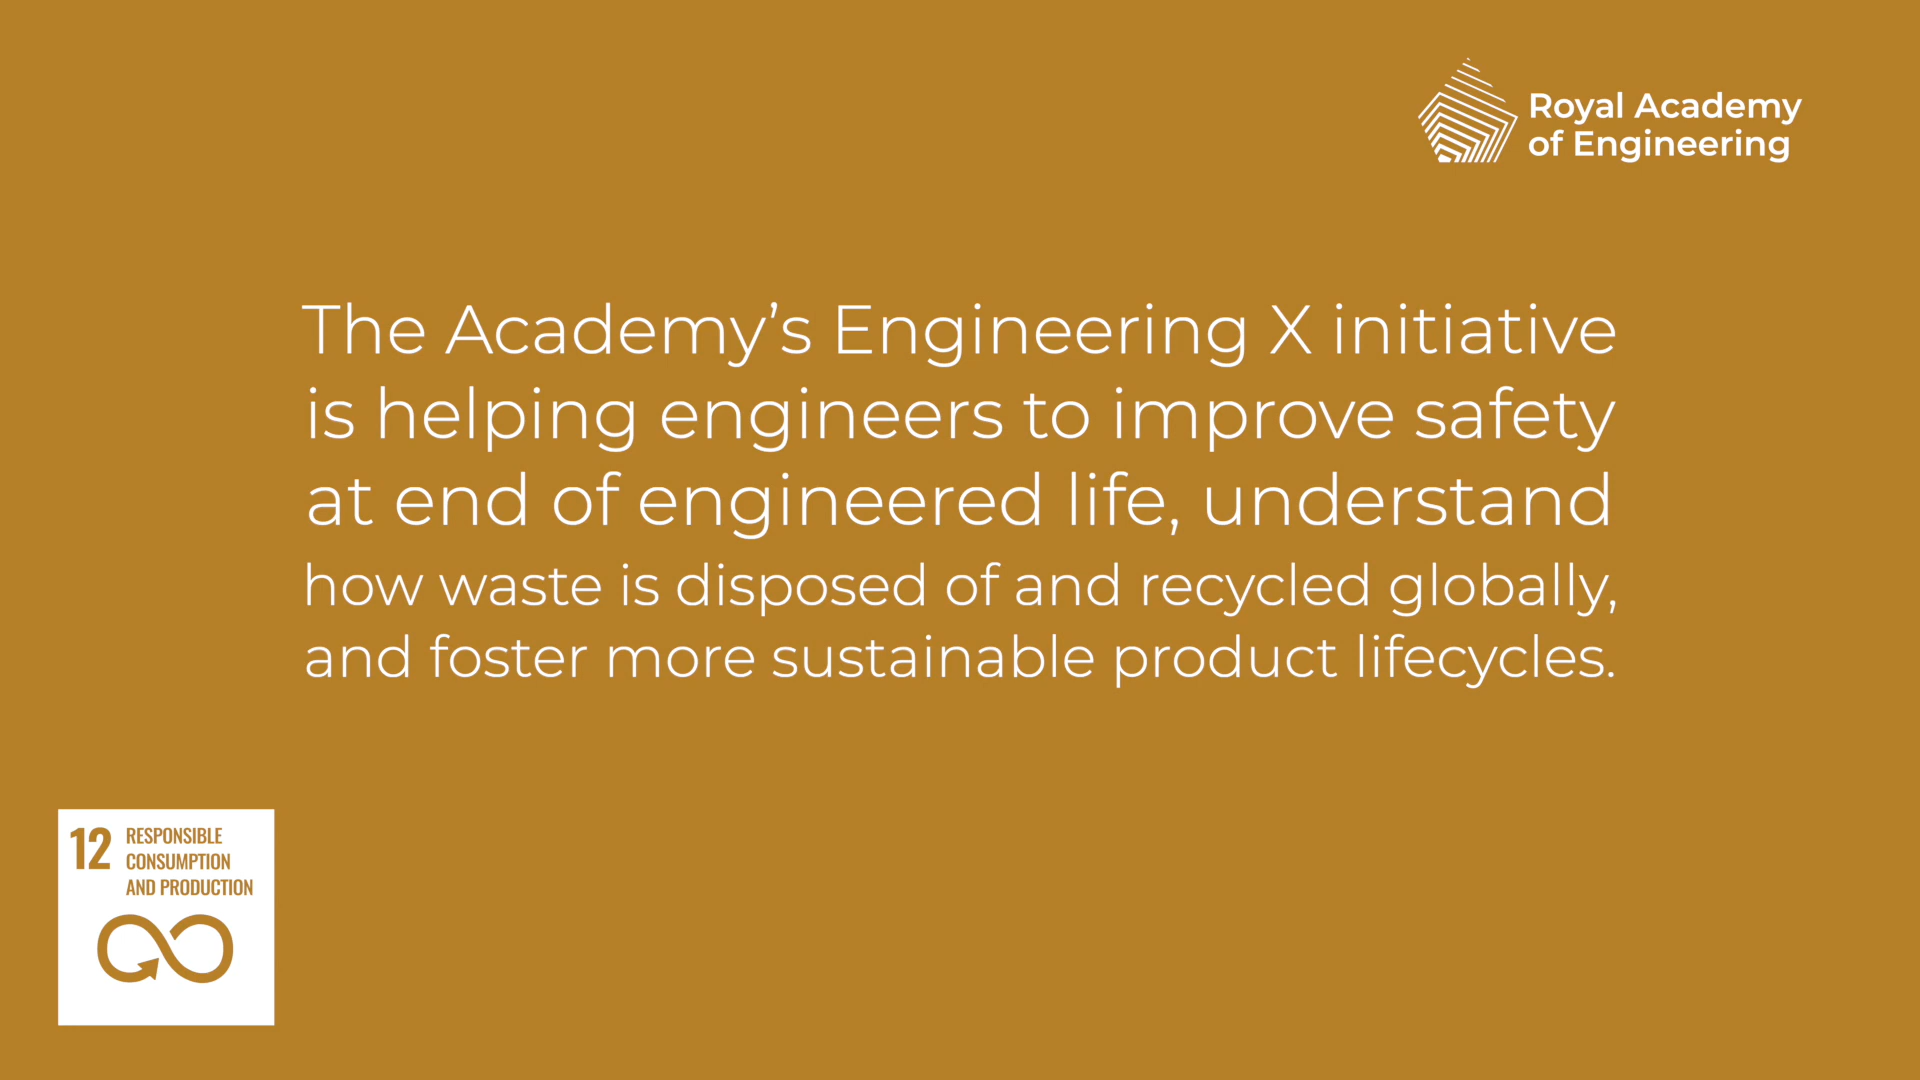 Royal Academy
of Engineering
The Academy’s Engineering X initiative
is helping engineers to improve safety
at end of engineered life, understand
how waste is disposed of and recycled globally,
and foster more sustainable product lifecycles.
12 RESPONSIBLE
CONSUMPTION
AND PRODUCTION